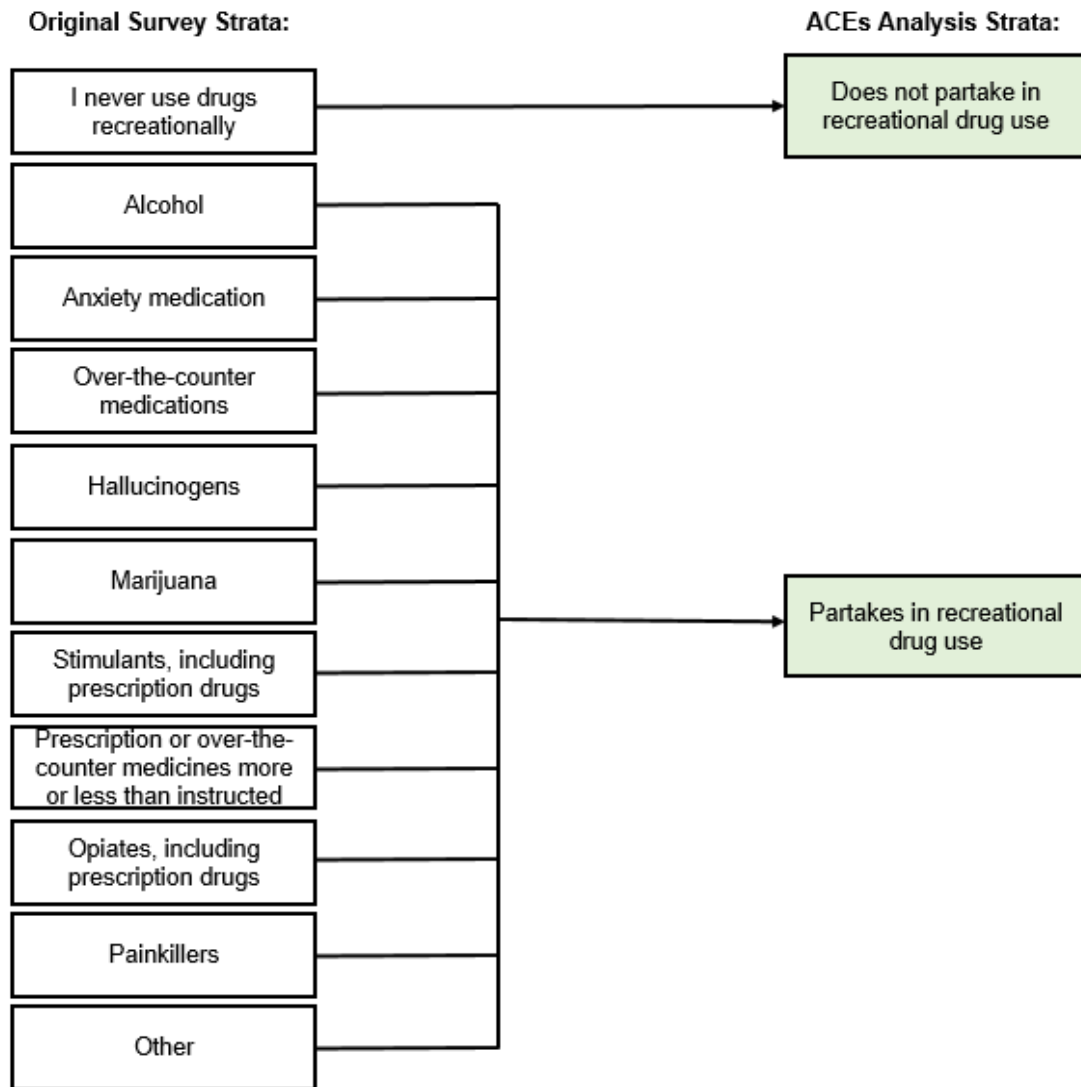 Original Survey Strata:
ACEs Analysis Strata:
I never use drugs
recreationally
Does not partake in
recreational drug use
Alcohol
Anxiety medication
Over-the-counter
medications
Hallucinogens
Marijuana
Partakes in recreational
drug use
Stimulants, including
prescription drugs
Prescription or over-the-
counter medicines more
or less than instructed
Opiates, including
prescription drugs
Painkillers
Other